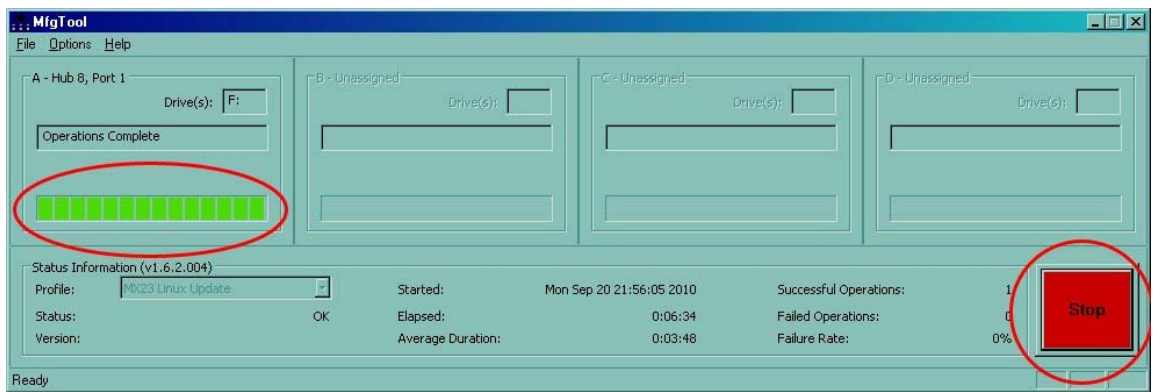 MfgTool
File Options Help
A - Hub 8, Port 1
Drive(s): F:
Operations Complete
B - Unassigned
Drive(s):
C - Unassigned
Drive(s):
D - Unassigned
Drive(s):
Status Information (v1.6.2.004)
Profile: MX23 Linux Update
Status: OK
Version:
Started: Mon Sep 20 21:56:05 2010
Elapsed: 0:06:34
Average Duration: 0:03:48
Successful Operations: 1
Failed Operations: 0
Failure Rate: 0%
Stop
Ready